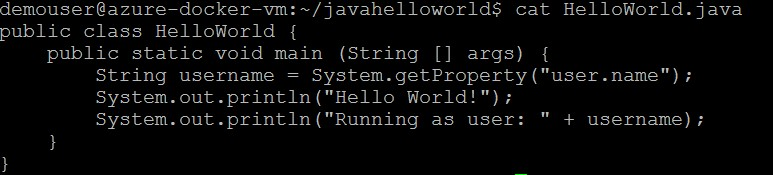 demouser@azure-docker-vm:~/javahelloworld$ cat HelloWorld.java
public class HelloWorld {
    public static void main (String [] args) {
        String username = System.getProperty("user.name");
        System.out.println("Hello World!");
        System.out.println("Running as user: " + username);
    }
}